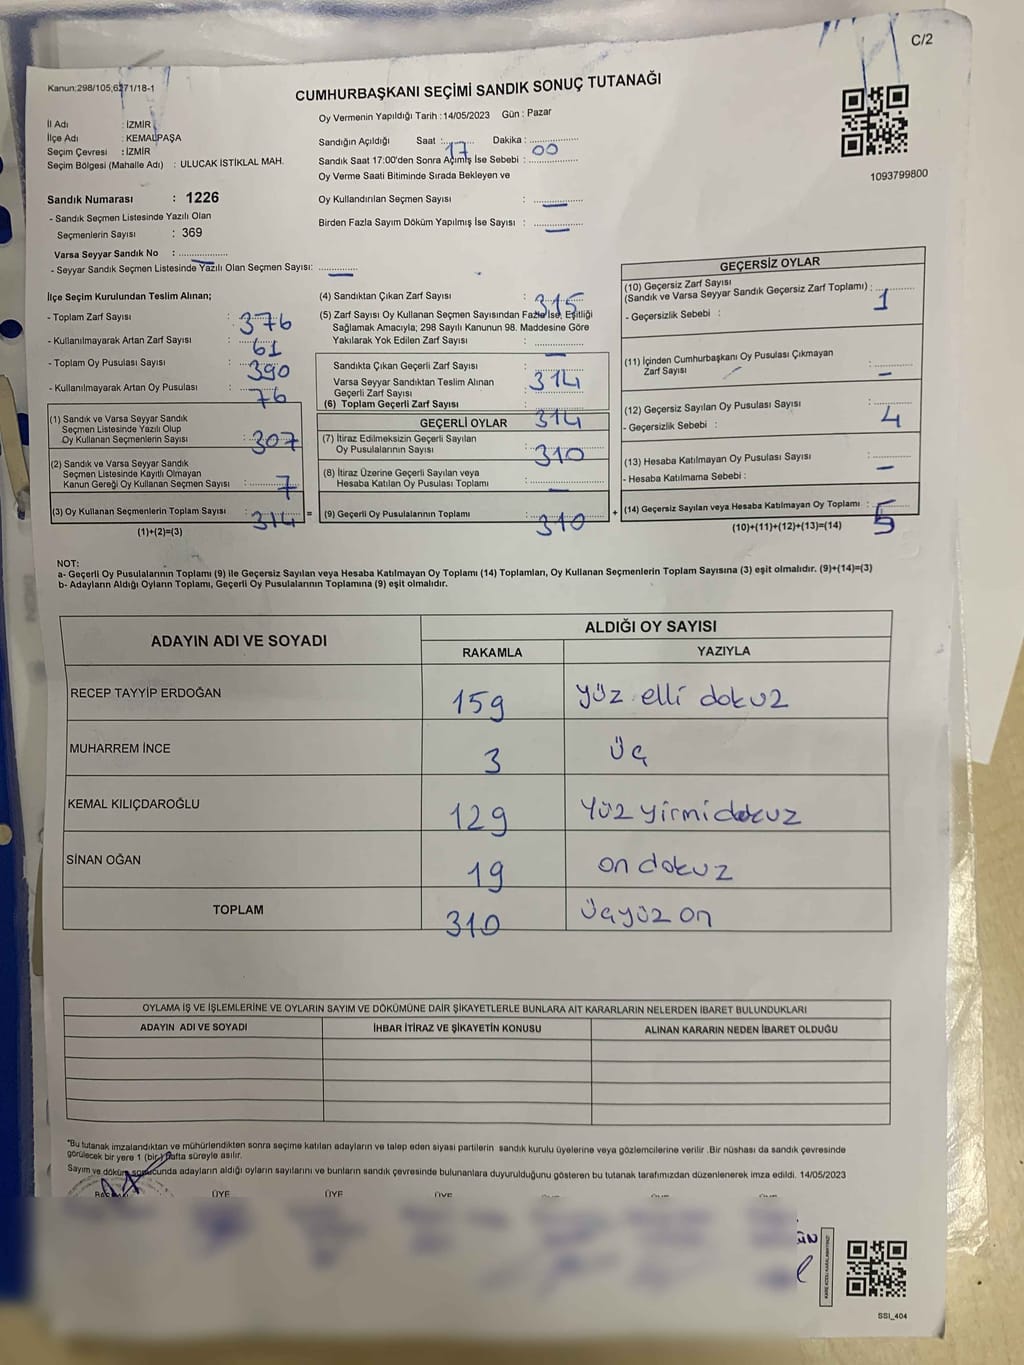 C/2
Kanun:298/105,6271/18-1
CUMHURBAŞKANI SEÇİMİ SANDIK SONUÇ TUTANAĞI
1093799800
İl Adı : İZMİR
İlçe Adı : KEMALPAŞA
Seçim Çevresi : İZMİR
Seçim Bölgesi (Mahalle Adı) : ULUCAK İSTİKLAL MAH.
Oy Vermenin Yapıldığı Tarih :14/05/2023 Gün : Pazar
Sandığın Açıldığı Saat : 17 Dakika : 00
Sandık Saat 17:00'den Sonra Açımlş İse Sebebi :
Oy Verme Saati Bitiminde Sırada Bekleyen ve
Oy Kullandırılan Seçmen Sayısı : —
Birden Fazla Sayım Döküm Yapılmış İse Sayısı : —
Sandık Numarası : 1226
- Sandık Seçmen Listesinde Yazılı Olan
Seçmenlerin Sayısı : 369
Varsa Seyyar Sandık No : —
- Seyyar Sandık Seçmen Listesinde Yazılı Olan Seçmen Sayısı: —
İlçe Seçim Kurulundan Teslim Alınan;
- Toplam Zarf Sayısı : 376
- Kullanılmayarak Artan Zarf Sayısı : 61
- Toplam Oy Pusulası Sayısı : 390
- Kullanılmayarak Artan Oy Pusulası : 76
(1) Sandık ve Varsa Seyyar Sandık
Seçmen Listesinde Yazılı Olup
Oy Kullanan Seçmenlerin Sayısı : 307
(2) Sandık ve Varsa Seyyar Sandık
Seçmen Listesinde Kayıtlı Olmayan
Kanun Gereği Oy Kullanan Seçmen Sayısı : 7
(3) Oy Kullanan Seçmenlerin Toplam Sayısı : 314
(1)+(2)=(3)
(4) Sandıktan Çıkan Zarf Sayısı : 315
(5) Zarf Sayısı Oy Kullanan Seçmen Sayısından Fazla İse, Eşitliği
Sağlamak Amacıyla; 298 Sayılı Kanunun 98. Maddesine Göre
Yakılarak Yok Edilen Zarf Sayısı : —
Sandıkta Çıkan Geçerli Zarf Sayısı :
Varsa Seyyar Sandıktan Teslim Alınan
Geçerli Zarf Sayısı : 314
(6) Toplam Geçerli Zarf Sayısı
GEÇERLİ OYLAR 314
(7) İtiraz Edilmeksizin Geçerli Sayılan
Oy Pusulalarının Sayısı : 310
(8) İtiraz Üzerine Geçerli Sayılan veya
Hesaba Katılan Oy Pusulası Toplamı : —
= (9) Geçerli Oy Pusulalarının Toplamı : 310
GEÇERSİZ OYLAR
(10) Geçersiz Zarf Sayısı
(Sandık ve Varsa Seyyar Sandık Geçersiz Zarf Toplamı) : 1
- Geçersizlik Sebebi :
(11) İçinden Cumhurbaşkanı Oy Pusulası Çıkmayan
Zarf Sayısı : —
(12) Geçersiz Sayılan Oy Pusulası Sayısı : 4
- Geçersizlik Sebebi :
(13) Hesaba Katılmayan Oy Pusulası Sayısı : —
- Hesaba Katılmama Sebebi :
+ (14) Geçersiz Sayılan veya Hesaba Katılmayan Oy Toplamı : 5
(10)+(11)+(12)+(13)=(14)
NOT:
a- Geçerli Oy Pusulalarının Toplamı (9) ile Geçersiz Sayılan veya Hesaba Katılmayan Oy Toplamı (14) Toplamları, Oy Kullanan Seçmenlerin Toplam Sayısına (3) eşit olmalıdır. (9)+(14)=(3)
b- Adayların Aldığı Oyların Toplamı, Geçerli Oy Pusulalarının Toplamına (9) eşit olmalıdır.
ADAYIN ADI VE SOYADI ALDIĞI OY SAYISI
RAKAMLA YAZIYLA
RECEP TAYYİP ERDOĞAN 159 yüz elli dokuz
MUHARREM İNCE 3 üç
KEMAL KILIÇDAROĞLU 129 yüz yirmi dokuz
SİNAN OĞAN 19 on dokuz
TOPLAM 310 üçyüz on
OYLAMA İŞ VE İŞLEMLERİNE VE OYLARIN SAYIM VE DÖKÜMÜNE DAİR ŞİKAYETLERLE BUNLARA AİT KARARLARIN NELERDEN İBARET BULUNDUKLARI
ADAYIN ADI VE SOYADI İHBAR İTİRAZ VE ŞİKAYETİN KONUSU ALINAN KARARIN NEDEN İBARET OLDUĞU
"Bu tutanak imzalandıktan ve mühürlendikten sonra seçime katılan adayların ve talep eden siyasi partilerin sandık kurulu üyelerine veya gözlemcilerine verilir .Bir nüshası da sandık çevresinde
görülecek bir yere 1 (bir) hafta süreyle asılır.
Sayım ve döküm sonucunda adayların aldığı oyların sayılarını ve bunların sandık çevresinde bulunanlara duyurulduğunu gösteren bu tutanak tarafımızdan düzenlenerek imza edildi. 14/05/2023
ÜYE ÜYE ÜYE
SSI_404